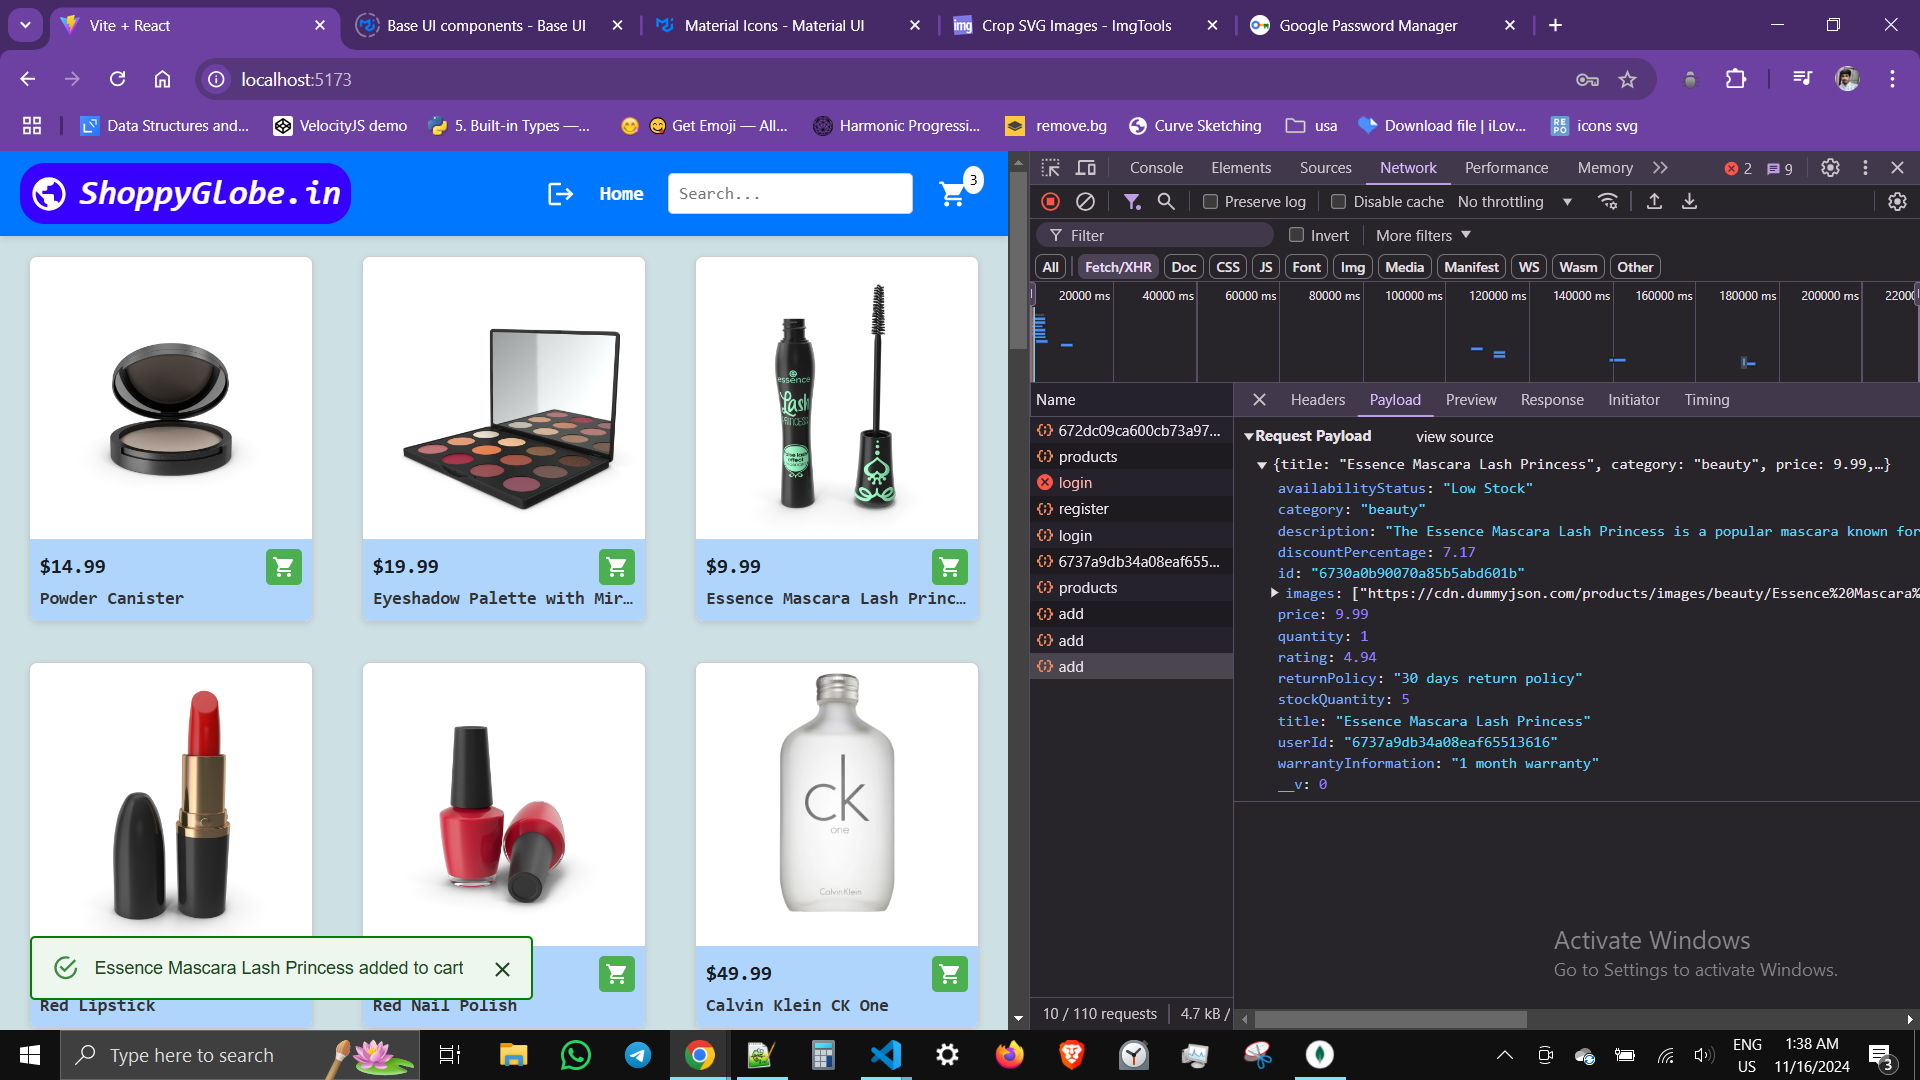 Vite + React
Base UI components - Base UI
Material Icons - Material UI
Crop SVG Images - ImgTools
Google Password Manager
localhost:5173
Data Structures and...
VelocityJS demo
5. Built-in Types —...
Get Emoji — All...
Harmonic Progressi...
remove.bg
Curve Sketching
usa
Download file | iLov...
icons svg
ShoppyGlobe.in
Home
Search...
3
Console
Elements
Sources
Network
Performance
Memory
2
9
Preserve log
Disable cache
No throttling
Filter
Invert
More filters
All
Fetch/XHR
Doc
CSS
JS
Font
Img
Media
Manifest
WS
Wasm
Other
20000 ms
40000 ms
60000 ms
80000 ms
100000 ms
120000 ms
140000 ms
160000 ms
180000 ms
200000 ms
22000
Name
672dc09ca600cb73a97...
products
login
register
login
6737a9db34a08eaf655...
products
add
add
add
Headers
Payload
Preview
Response
Initiator
Timing
Request Payload
view source
{title: "Essence Mascara Lash Princess", category: "beauty", price: 9.99,…}
availabilityStatus: "Low Stock"
category: "beauty"
description: "The Essence Mascara Lash Princess is a popular mascara known for
discountPercentage: 7.17
id: "6730a0b90070a85b5abd601b"
images: ["https://cdn.dummyjson.com/products/images/beauty/Essence%20Mascara%
price: 9.99
quantity: 1
rating: 4.94
returnPolicy: "30 days return policy"
stockQuantity: 5
title: "Essence Mascara Lash Princess"
userId: "6737a9db34a08eaf65513616"
warrantyInformation: "1 month warranty"
__v: 0
essence
Lash
PRINCESS
$14.99
Powder Canister
$19.99
Eyeshadow Palette with Mir…
$9.99
Essence Mascara Lash Princ…
ck
one
Calvin Klein
Essence Mascara Lash Princess added to cart
Red Lipstick
Red Nail Polish
$49.99
Calvin Klein CK One
Activate Windows
Go to Settings to activate Windows.
10 / 110 requests
4.7 kB /
Type here to search
ENG
US
1:38 AM
11/16/2024
3